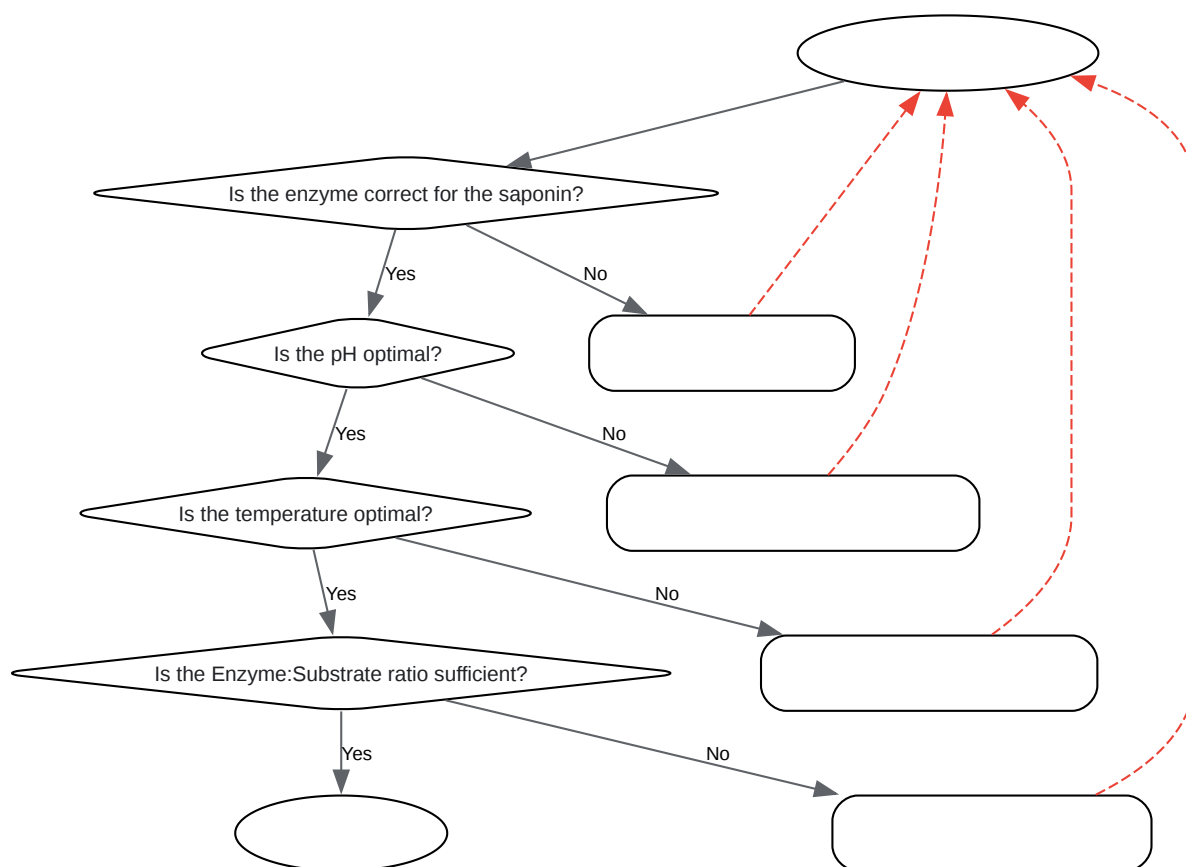 Is the enzyme correct for the saponin?
Yes
No
Is the pH optimal?
Yes
No
Is the temperature optimal?
Yes
No
Is the Enzyme:Substrate ratio sufficient?
Yes
No